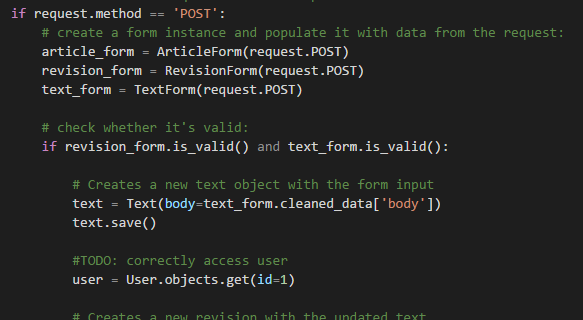 if request.method == 'POST':
# create a form instance and populate it with data from the request:
article_form = ArticleForm(request.POST)
revision_form = RevisionForm(request.POST)
text_form = TextForm(request.POST)
# check whether it's valid:
if revision_form.is_valid() and text_form.is_valid():
# Creates a new text object with the form input
text = Text(body=text_form.cleaned_data['body'])
text.save()
#TODO: correctly access user
user = User.objects.get(id=1)
# Creates a new revision with the updated text